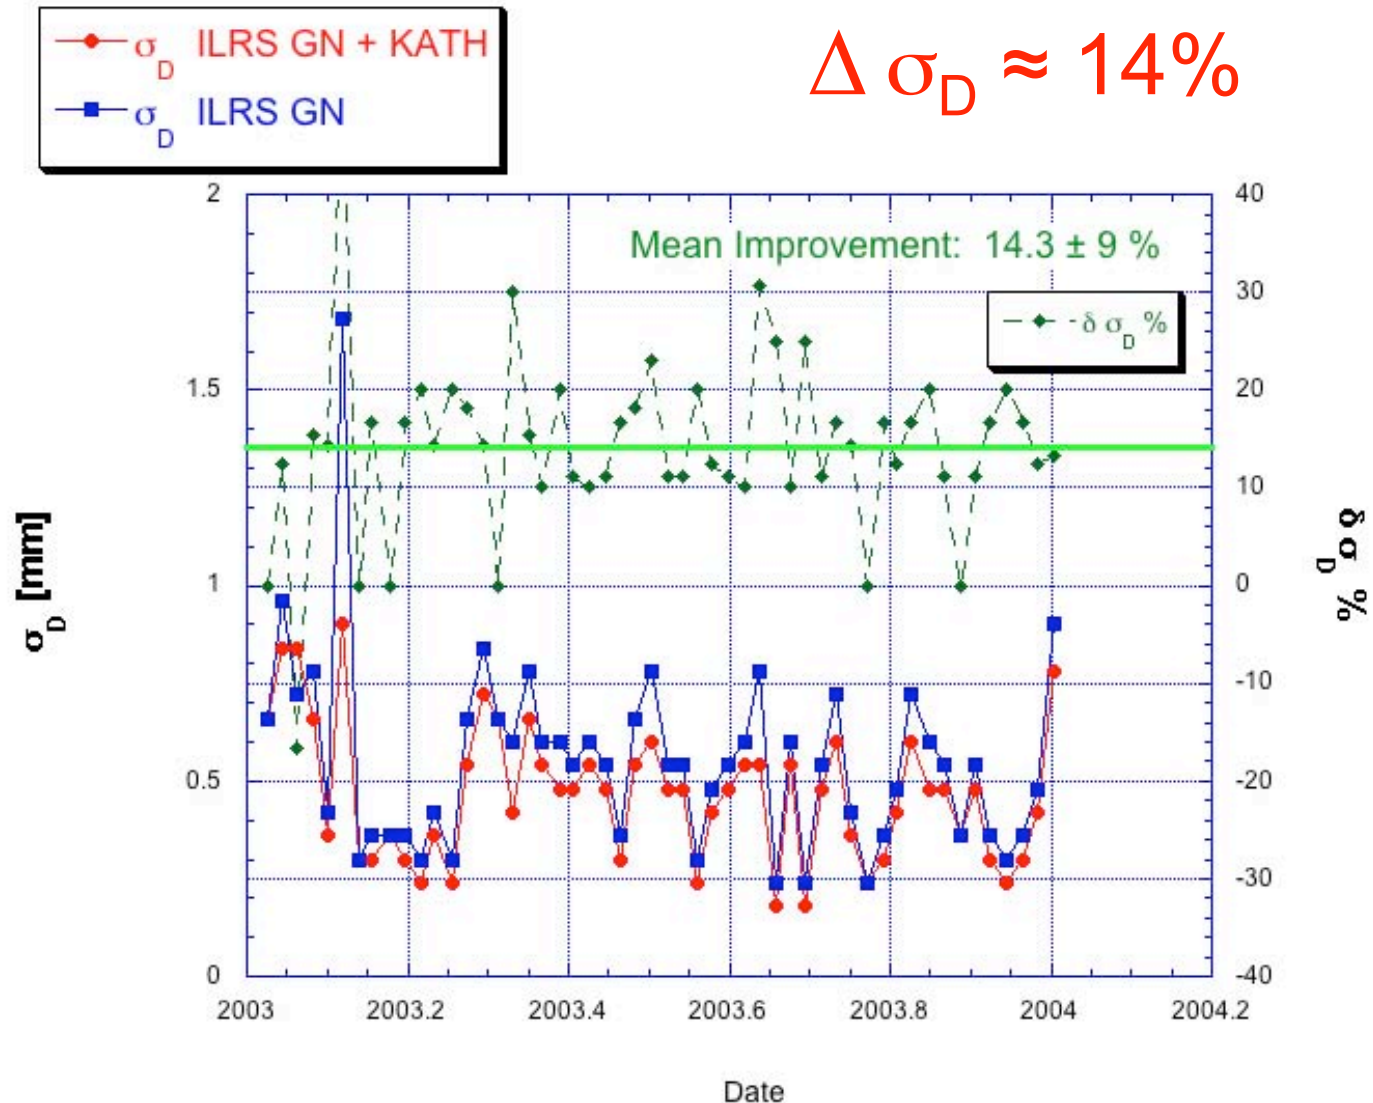 σD ILRS GN + KATH
σD ILRS GN
Δ σD ≈ 14%
Mean Improvement: 14.3 ± 9 %
δ σD %
2
1.5
1
0.5
0
σD [mm]
40
30
20
10
0
-10
-20
-30
-40
δ σD %
2003 2003.2 2003.4 2003.6 2003.8 2004 2004.2
Date